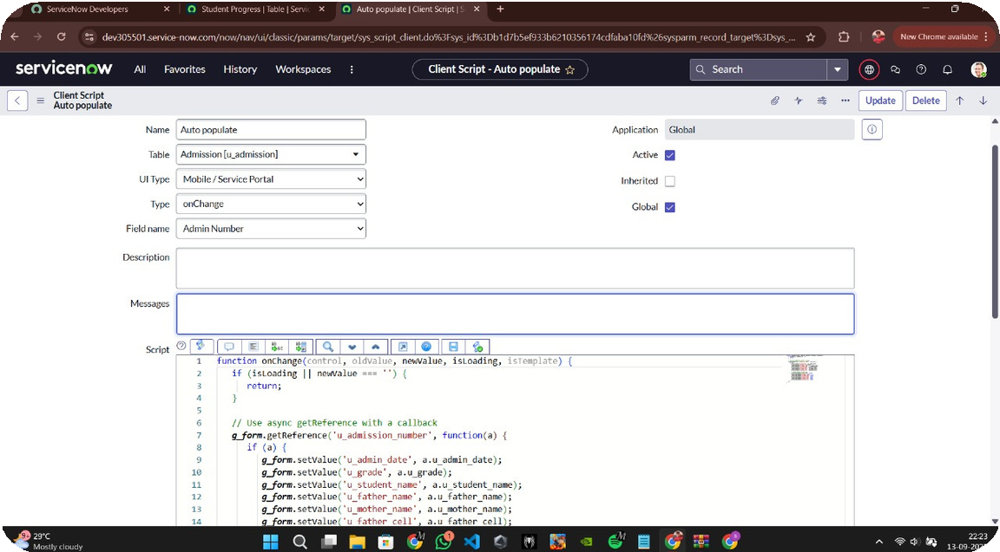 ServiceNow Developers
Student Progress | Table | Servic
Auto populate | Client Script | S
dev305501.service-now.com/now/nav/ui/classic/params/target/sys_script_client.do%3Fsys_id%3Db1d7b5ef933b6210356174cdfaba10fd%26sysparm_record_target%3Dsys_...
New Chrome available
servicenow
All
Favorites
History
Workspaces
Client Script - Auto populate
Search
Client Script
Auto populate
Update
Delete
Name
Auto populate
Application
Global
Table
Admission [u_admission]
Active
UI Type
Mobile / Service Portal
Inherited
Type
onChange
Global
Field name
Admin Number
Description
Messages
Script
1 function onChange(control, oldValue, newValue, isLoading, isTemplate) {
2 if (isLoading || newValue === '') {
3 return;
4 }
5
6 // Use async getReference with a callback
7 g_form.getReference('u_admission_number', function(a) {
8 if (a) {
9 g_form.setValue('u_admin_date', a.u_admin_date);
10 g_form.setValue('u_grade', a.u_grade);
11 g_form.setValue('u_student_name', a.u_student_name);
12 g_form.setValue('u_father_name', a.u_father_name);
13 g_form.setValue('u_mother_name', a.u_mother_name);
14 g_form.setValue('u_father_cell', a.u_father_cell);
29°C
Mostly cloudy
22:23